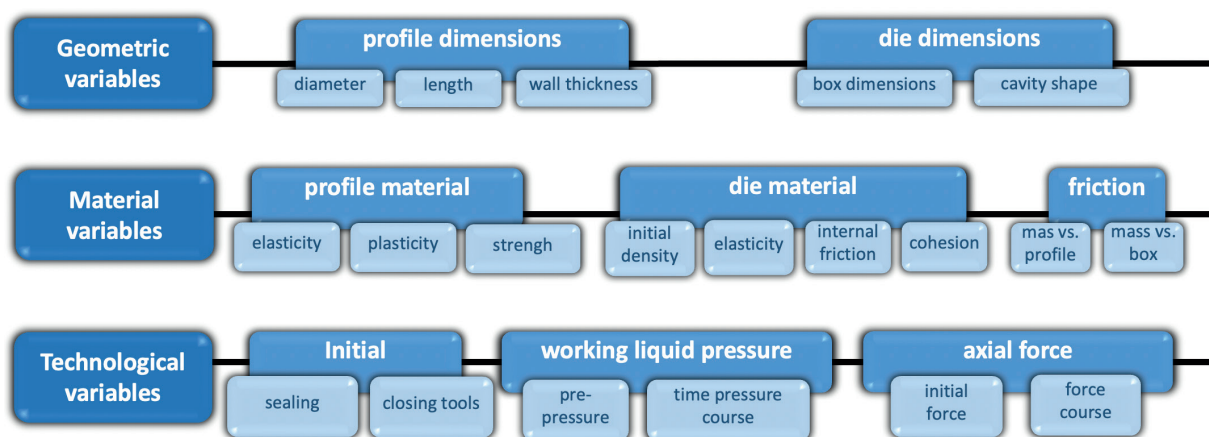 Geometric
variables
profile dimensions
diameter
length
wall thickness
die dimensions
box dimensions
cavity shape
Material
variables
profile material
elasticity
plasticity
strengh
die material
initial
density
elasticity
internal
friction
cohesion
friction
mas vs.
profile
mass vs.
box
Technological
variables
Initial
sealing
closing tools
working liquid pressure
pre-
pressure
time pressure
course
axial force
initial
force
force
course